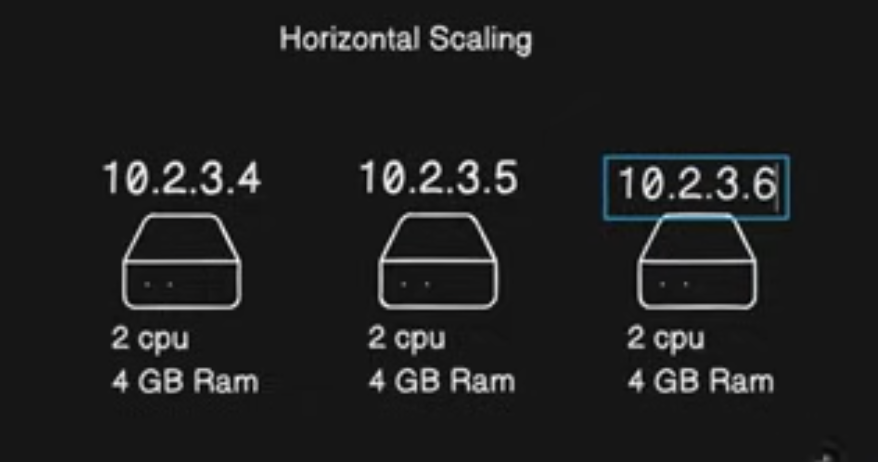 Horizontal Scaling
10.2.3.4 10.2.3.5 10.2.3.6
2 cpu 2 cpu 2 cpu
4 GB Ram 4 GB Ram 4 GB Ram